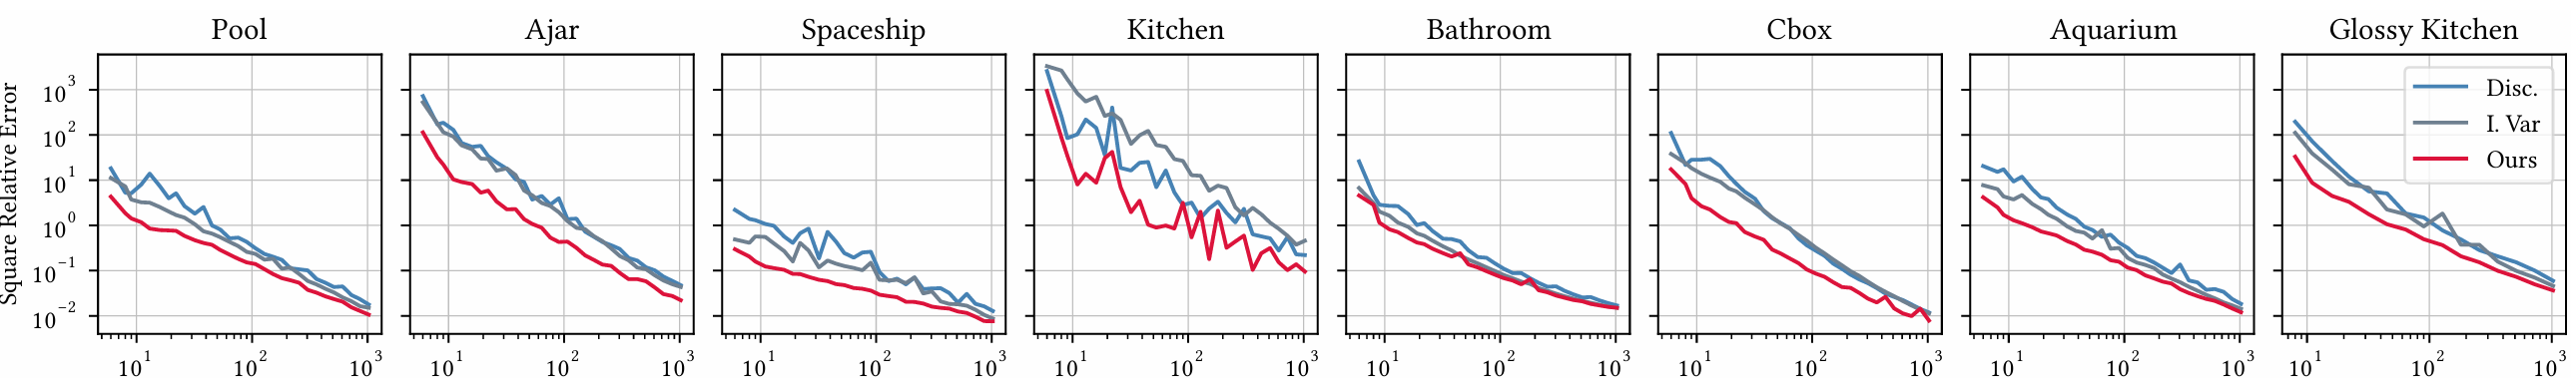 Pool
Ajar
Spaceship
Kitchen
Bathroom
Cbox
Aquarium
Glossy Kitchen
Square Relative Error
10^3
10^2
10^1
10^0
10^-1
10^-2
Disc.
I. Var
Ours
10^1 10^2 10^3
10^1 10^2 10^3
10^1 10^2 10^3
10^1 10^2 10^3
10^1 10^2 10^3
10^1 10^2 10^3
10^1 10^2 10^3
10^1 10^2 10^3